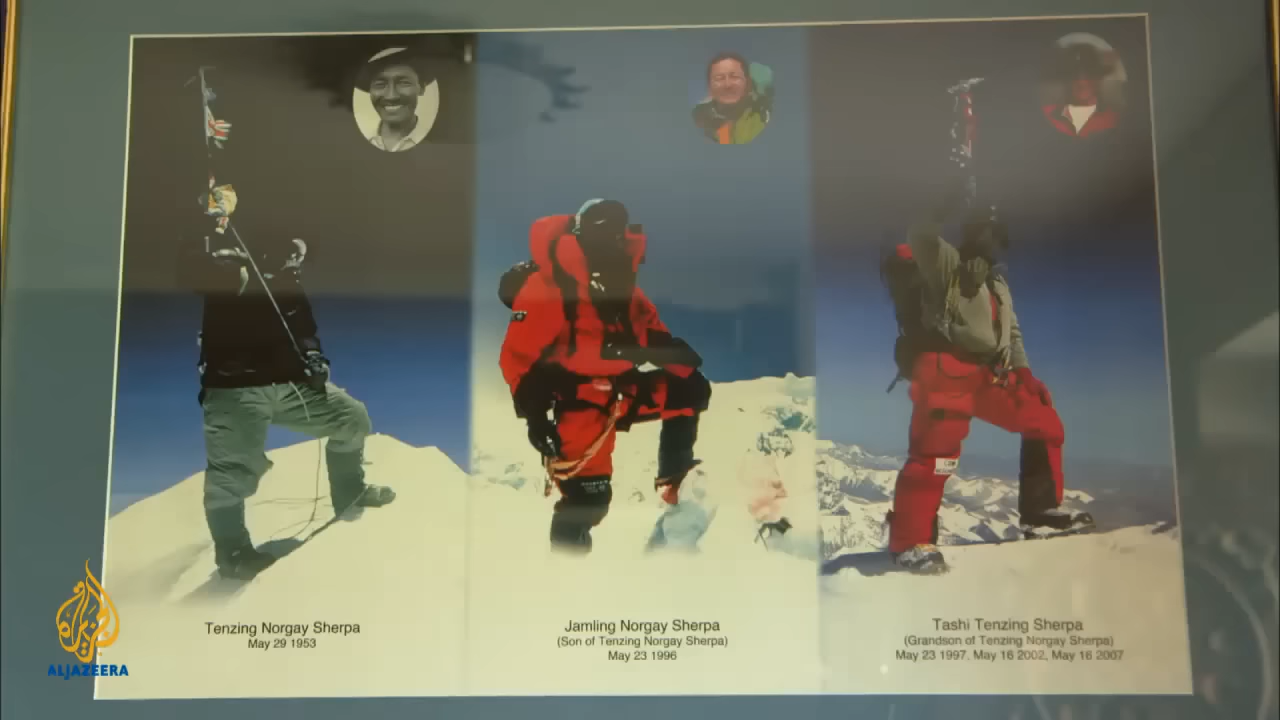 Tenzing Norgay Sherpa
May 29 1953
Jamling Norgay Sherpa
(Son of Tenzing Norgay Sherpa)
May 23 1996
Tashi Tenzing Sherpa
(Grandson of Tenzing Norgay Sherpa)
May 23 1997, May 16 2002, May 16 2007
الجزيرة
ALJAZEERA